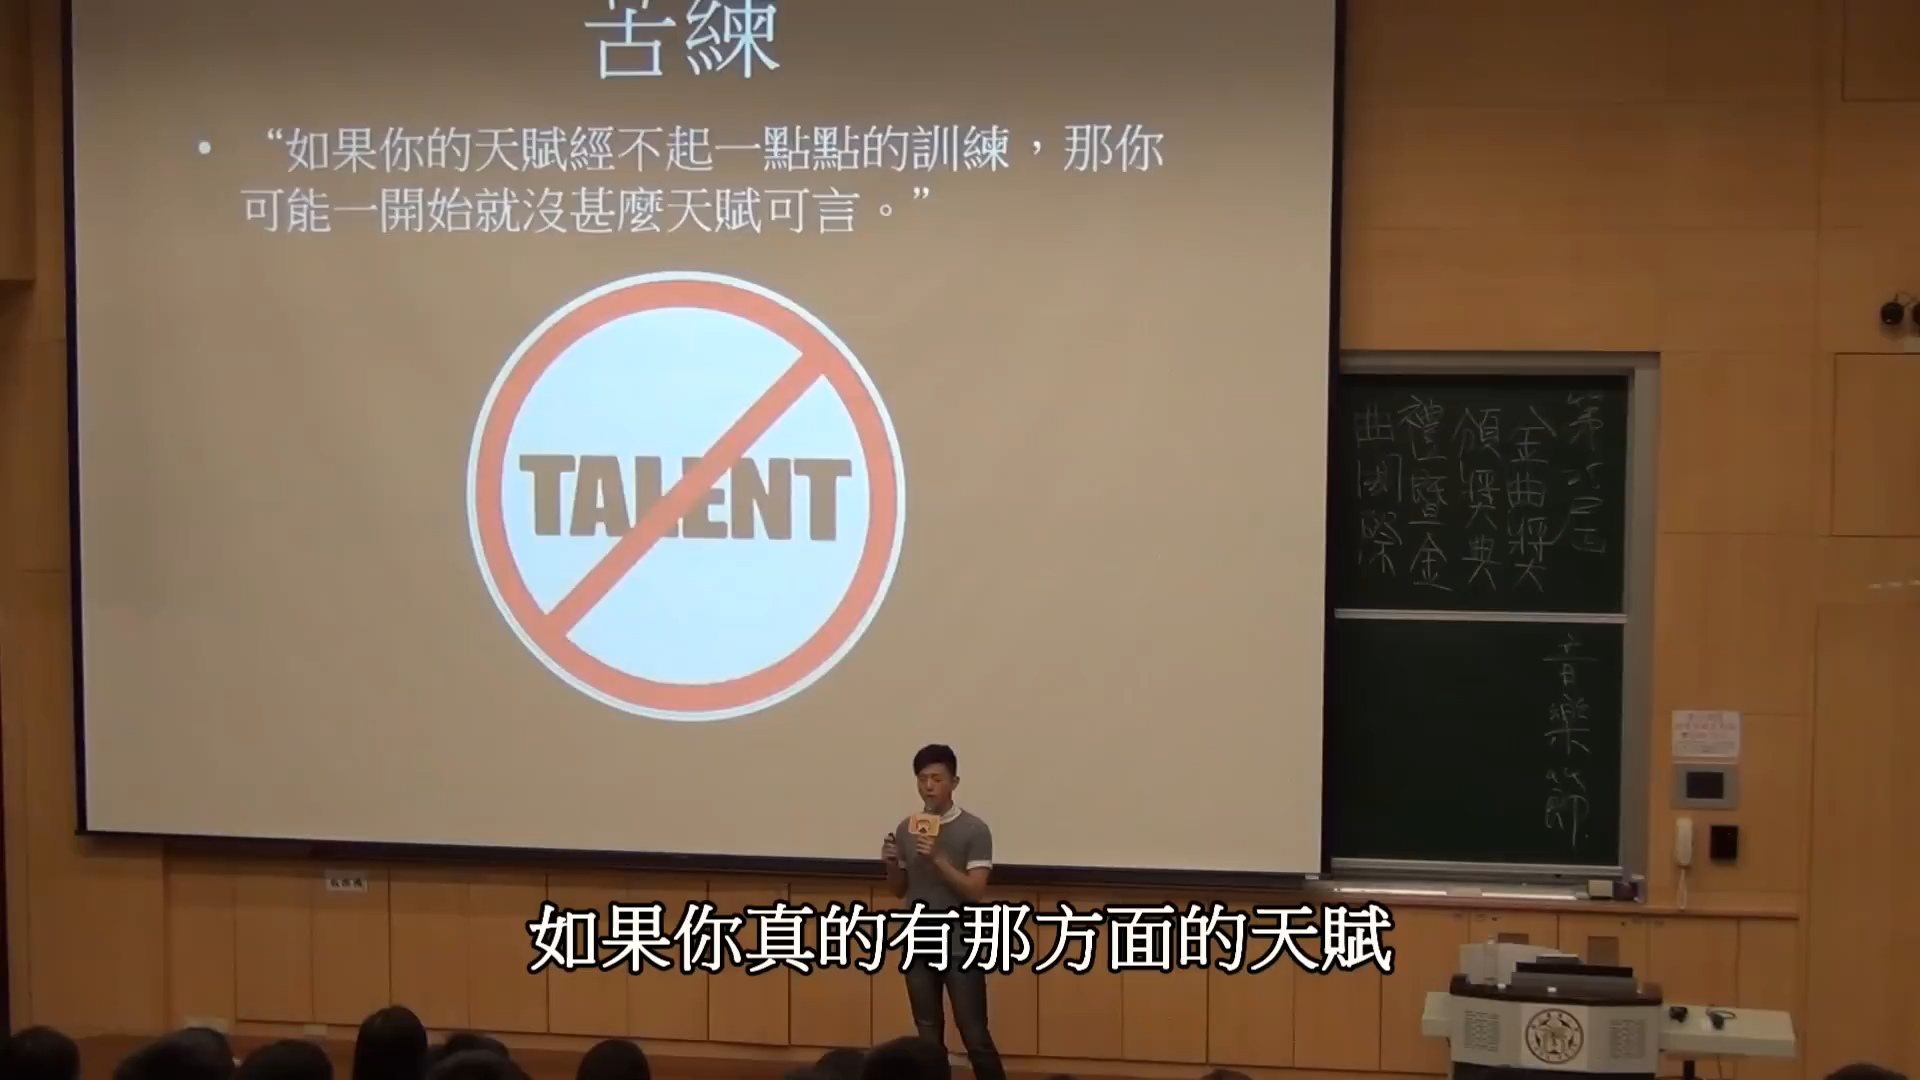 苦練
• “如果你的天賦經不起一點點的訓練，那你
可能一開始就沒甚麼天賦可言。”
TALENT
第26屆
金曲獎
頒獎典
禮暨金
曲國際
音樂節
如果你真的有那方面的天賦